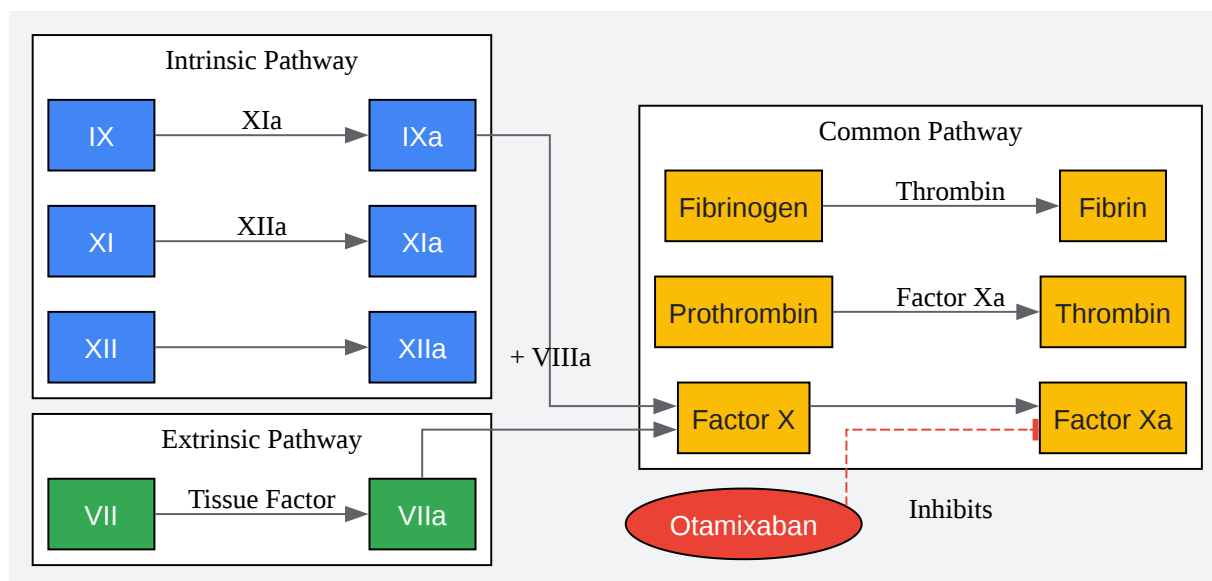 Intrinsic Pathway
IX
XIa
IXa
XI
XIIa
XIa
XII
XIIa
+ VIIIa
Extrinsic Pathway
VII
Tissue Factor
VIIa
Common Pathway
Fibrinogen
Thrombin
Fibrin
Prothrombin
Factor Xa
Thrombin
Factor X
Factor Xa
Otamixaban
Inhibits